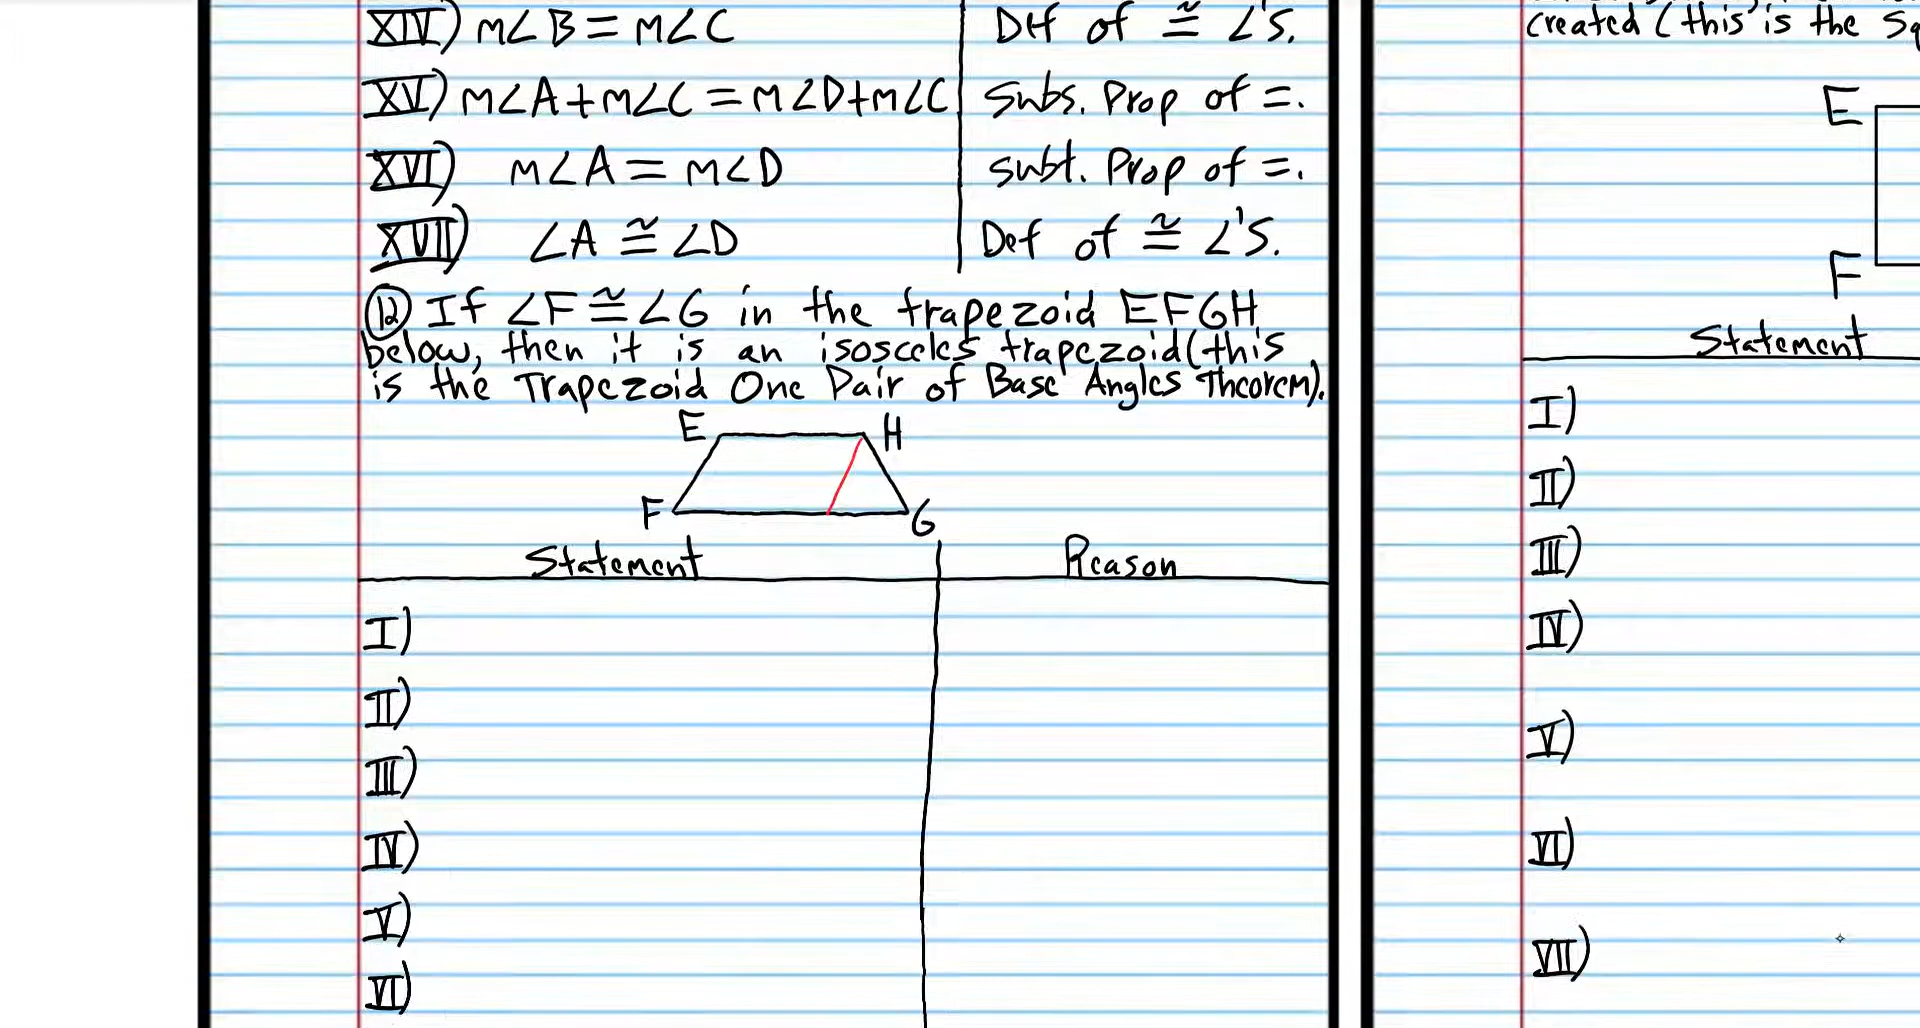 XIV) m∠B = m∠C Def of ≅ ∠'s.
XV) m∠A + m∠C = m∠D + m∠C Subs. Prop of =.
XVI) m∠A = m∠D Subt. Prop of =.
XVII) ∠A ≅ ∠D Def of ≅ ∠'s.
12 If ∠F ≅ ∠G in the trapezoid EFGH
below, then it is an isosceles trapezoid (this
is the Trapezoid One Pair of Base Angles Theorem).
E H
F G
Statement Reason
I)
II)
III)
IV)
V)
VI)
created (this is the Sq
E
F
Statement
I)
II)
III)
IV)
V)
VI)
VII)